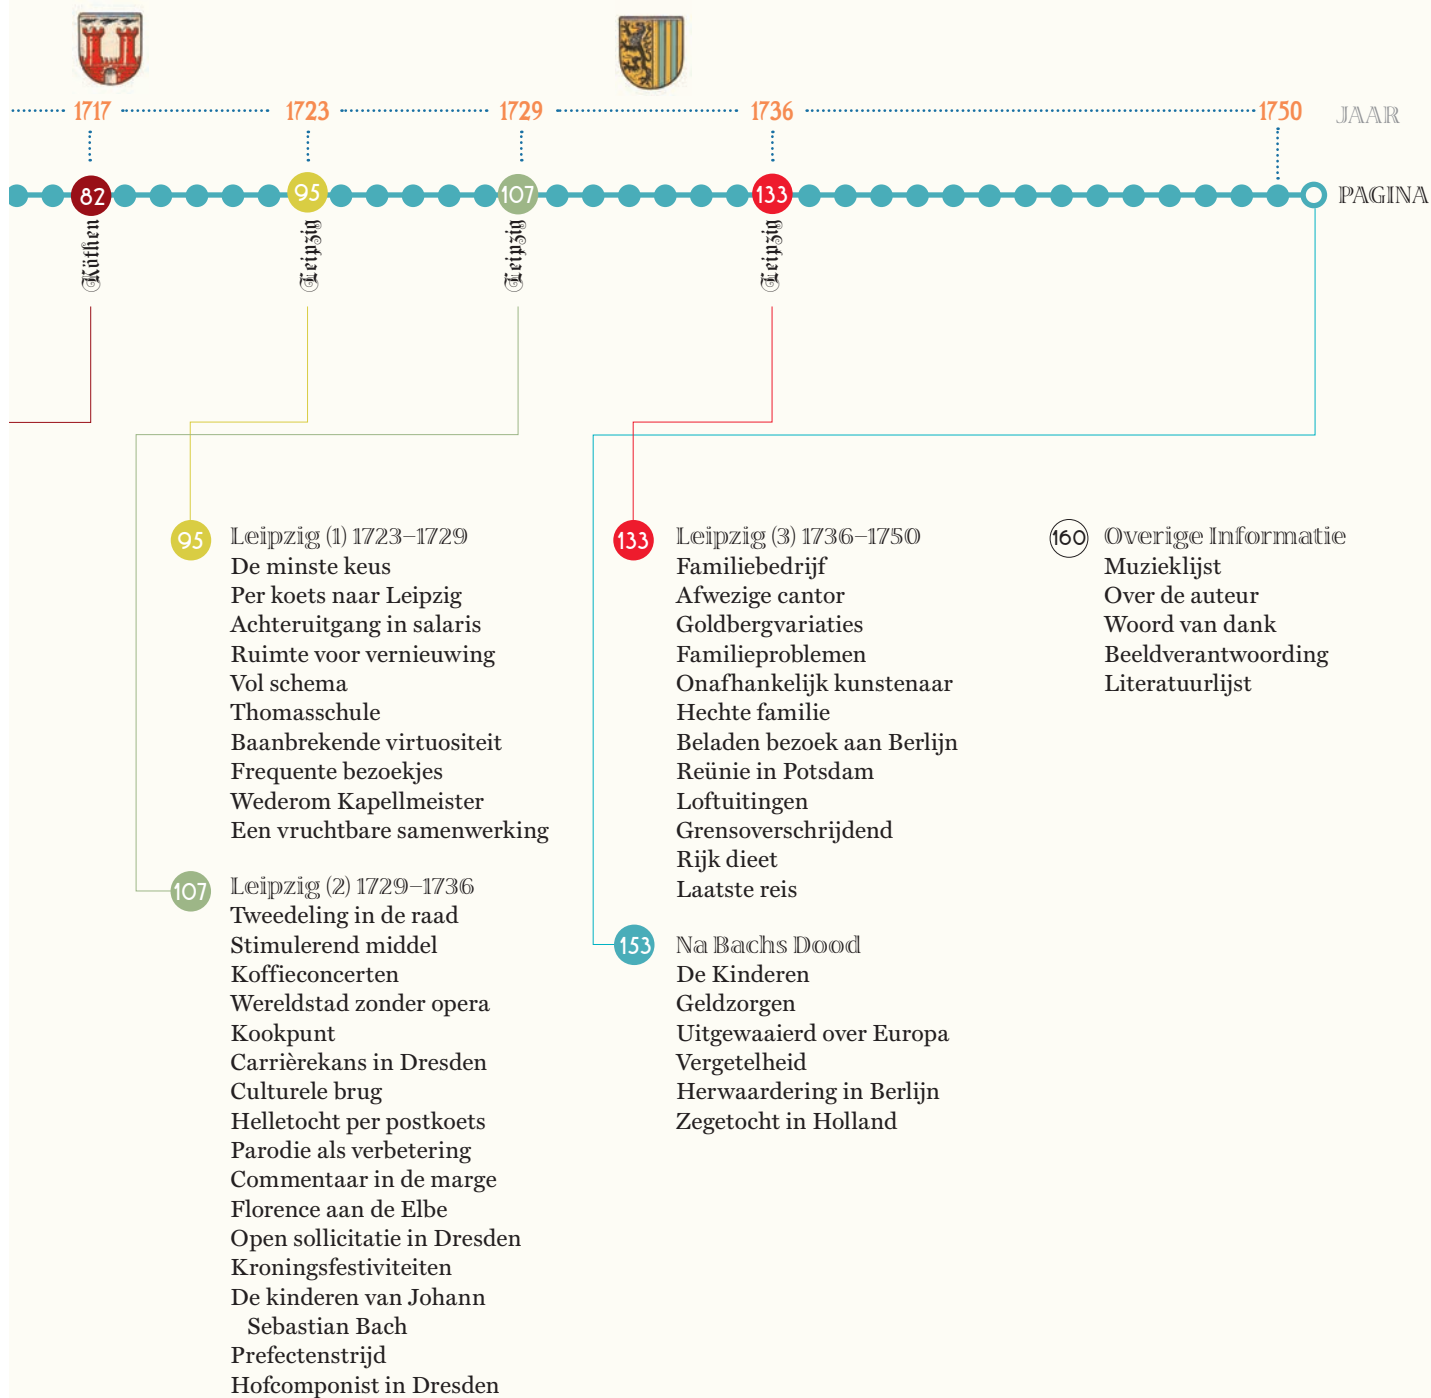 1717 1723 1729 1736 1750 JAAR
82 95 107 133 PAGINA
Köthen Leipzig Leipzig Leipzig
95 Leipzig (1) 1723–1729
De minste keus
Per koets naar Leipzig
Achteruitgang in salaris
Ruimte voor vernieuwing
Vol schema
Thomasschule
Baanbrekende virtuositeit
Frequente bezoekjes
Wederom Kapellmeister
Een vruchtbare samenwerking
107 Leipzig (2) 1729–1736
Tweedeling in de raad
Stimulerend middel
Koffieconcerten
Wereldstad zonder opera
Kookpunt
Carrièrekans in Dresden
Culturele brug
Helletocht per postkoets
Parodie als verbetering
Commentaar in de marge
Florence aan de Elbe
Open sollicitatie in Dresden
Kroningsfestiviteiten
De kinderen van Johann
Sebastian Bach
Prefectenstrijd
Hofcomponist in Dresden
133 Leipzig (3) 1736–1750
Familiebedrijf
Afwezige cantor
Goldbergvariaties
Familieproblemen
Onafhankelijk kunstenaar
Hechte familie
Beladen bezoek aan Berlijn
Reünie in Potsdam
Loftuitingen
Grensoverschrijdend
Rijk dieet
Laatste reis
153 Na Bachs Dood
De Kinderen
Geldzorgen
Uitgewaaierd over Europa
Vergetelheid
Herwaardering in Berlijn
Zegetocht in Holland
160 Overige Informatie
Muzieklijst
Over de auteur
Woord van dank
Beeldverantwoording
Literatuurlijst